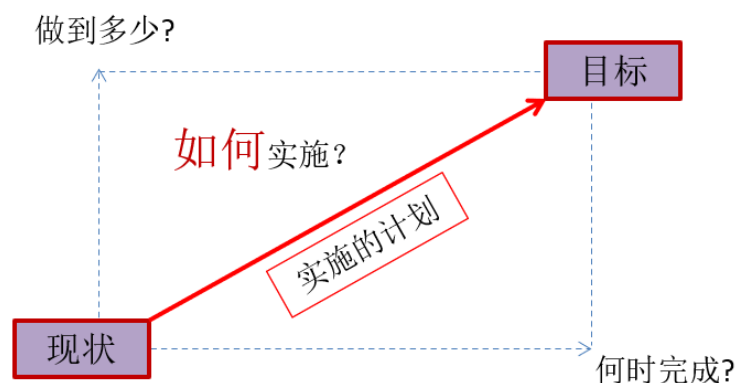 做到多少?
目标
如何实施？
实施的计划
现状
何时完成?